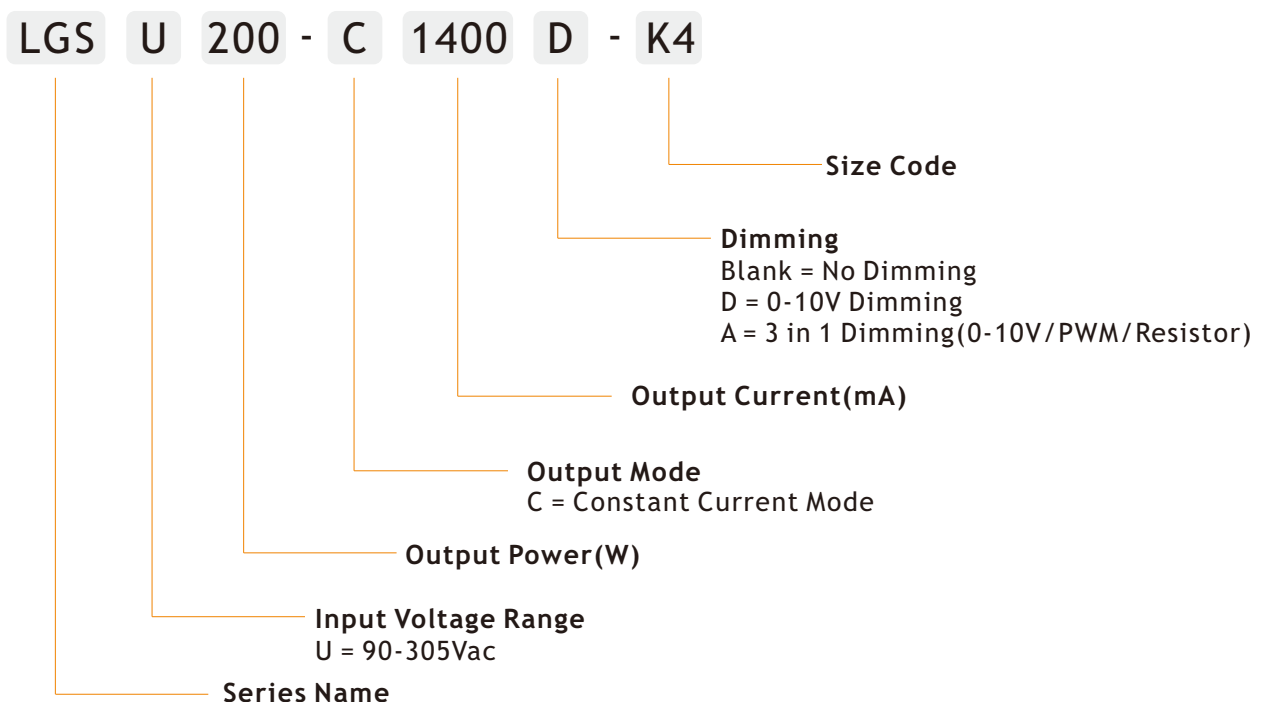 LGS U 200 - C 1400 D - K4
Size Code
Dimming
Blank = No Dimming
D = 0-10V Dimming
A = 3 in 1 Dimming(0-10V/PWM/Resistor)
Output Current(mA)
Output Mode
C = Constant Current Mode
Output Power(W)
Input Voltage Range
U = 90-305Vac
Series Name